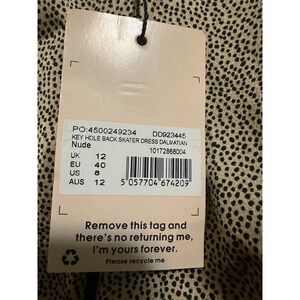 PO:4500249234 DD923445
KEY HOLE BACK SKATER DRESS DALMATIAN
Nude 10172868004
UK 12
EU 40
US 8
AUS 12
5 057704 674209
Remove this tag and
there's no returning me,
I'm yours forever.
Please recycle me